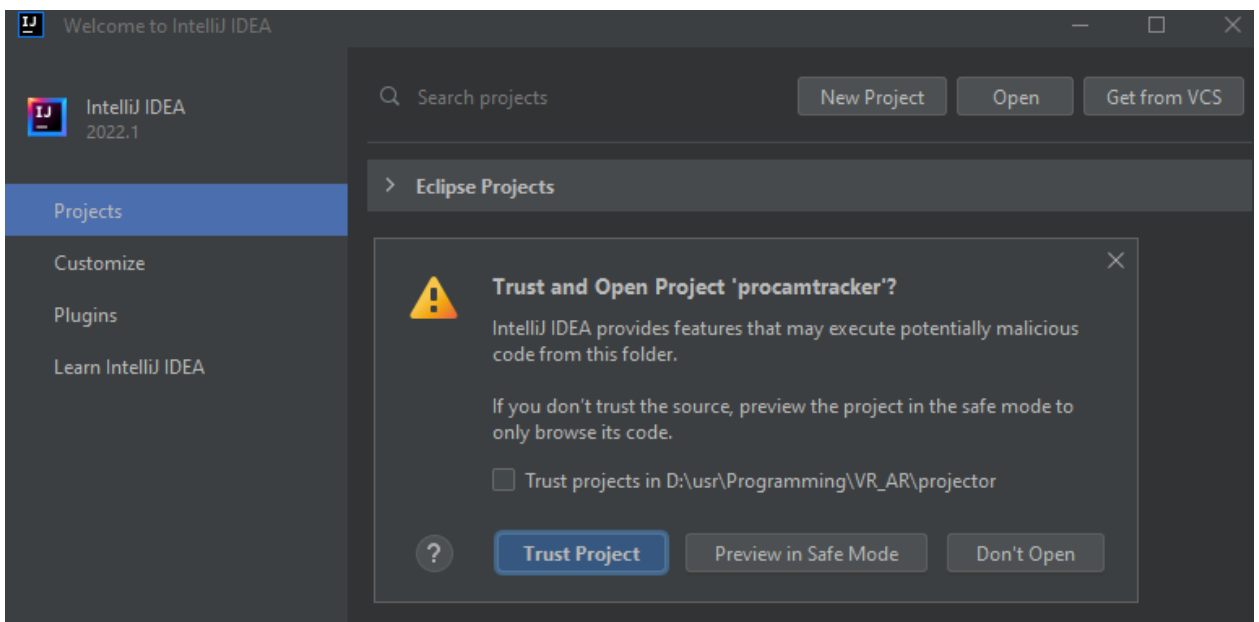 Welcome to IntelliJ IDEA
IntelliJ IDEA
2022.1
Search projects
New Project
Open
Get from VCS
Projects
Customize
Plugins
Learn IntelliJ IDEA
Eclipse Projects
Trust and Open Project 'procamtracker'?
IntelliJ IDEA provides features that may execute potentially malicious
code from this folder.
If you don't trust the source, preview the project in the safe mode to
only browse its code.
Trust projects in D:\usr\Programming\VR_AR\projector
?
Trust Project
Preview in Safe Mode
Don't Open